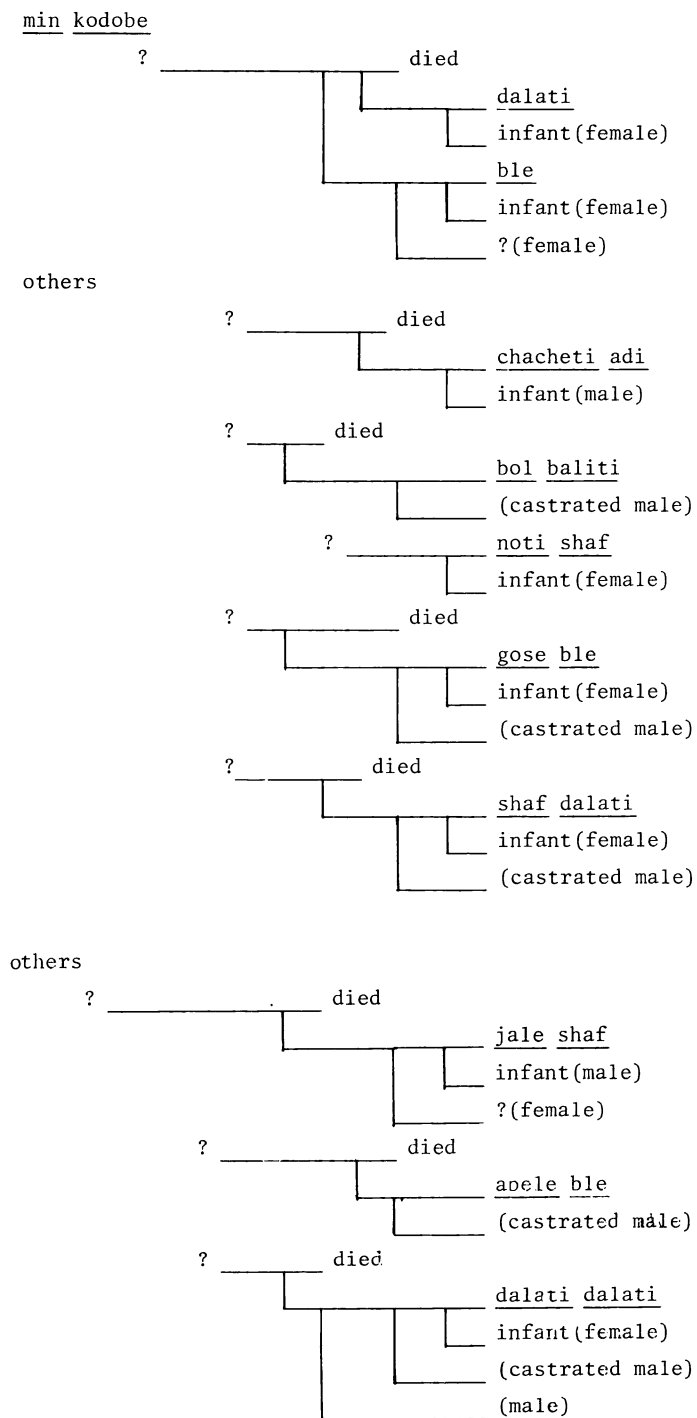 min kodobe
? died
dalati
infant(female)
ble
infant(female)
?(female)
others
? died
chacheti adi
infant(male)
? died
bol baliti
(castrated male)
? noti shaf
infant(female)
? died
gose ble
infant(female)
(castrated male)
? died
shaf dalati
infant(female)
(castrated male)
others
? died
jale shaf
infant(male)
?(female)
? died
ble
(castrated male)
? died
dalati dalati
infant(female)
(castrated male)
(male)